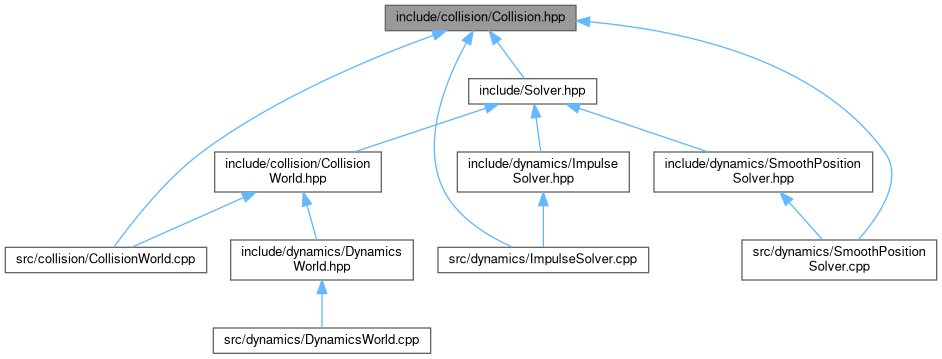 include/collision/Collision.hpp
include/Solver.hpp
include/collision/Collision
World.hpp
include/dynamics/Impulse
Solver.hpp
include/dynamics/SmoothPosition
Solver.hpp
src/collision/CollisionWorld.cpp
include/dynamics/Dynamics
World.hpp
src/dynamics/ImpulseSolver.cpp
src/dynamics/SmoothPosition
Solver.cpp
src/dynamics/DynamicsWorld.cpp